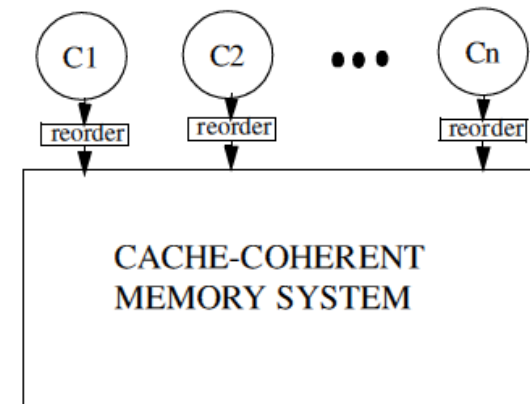 C1 C2 ••• Cn
reorder reorder reorder
CACHE-COHERENT
MEMORY SYSTEM